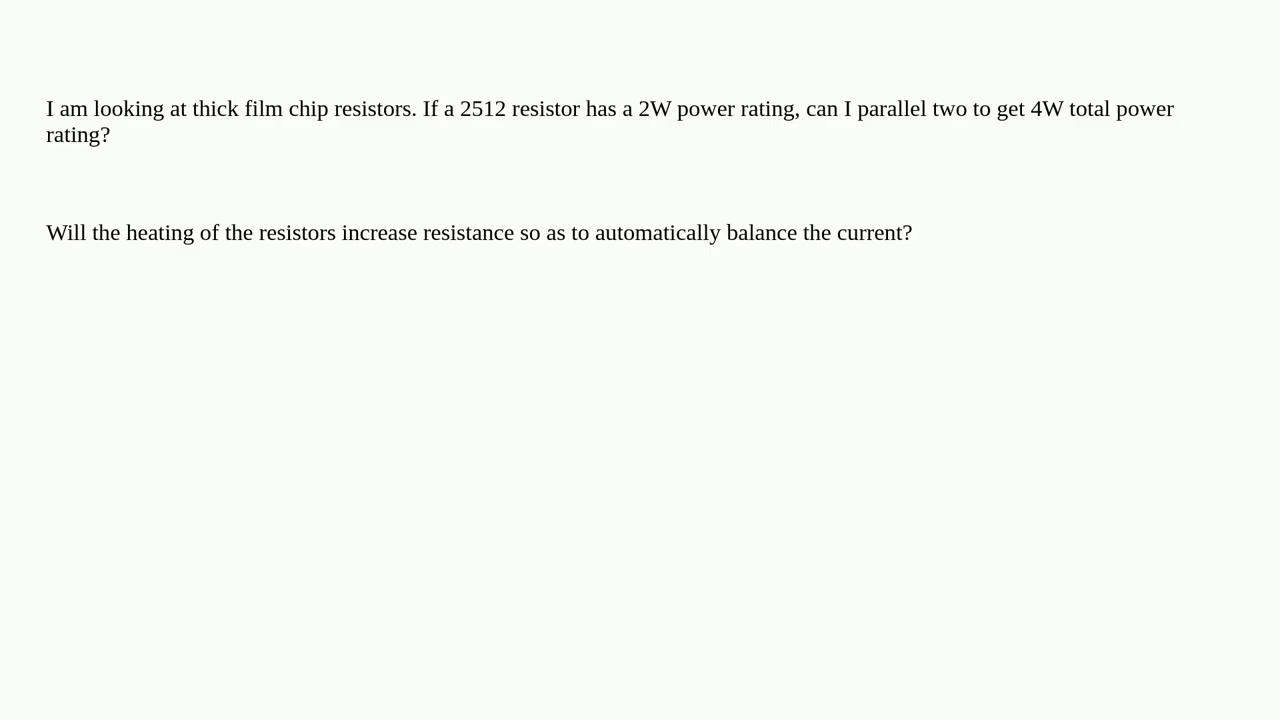 I am looking at thick film chip resistors. If a 2512 resistor has a 2W power rating, can I parallel two to get 4W total power
rating?
Will the heating of the resistors increase resistance so as to automatically balance the current?